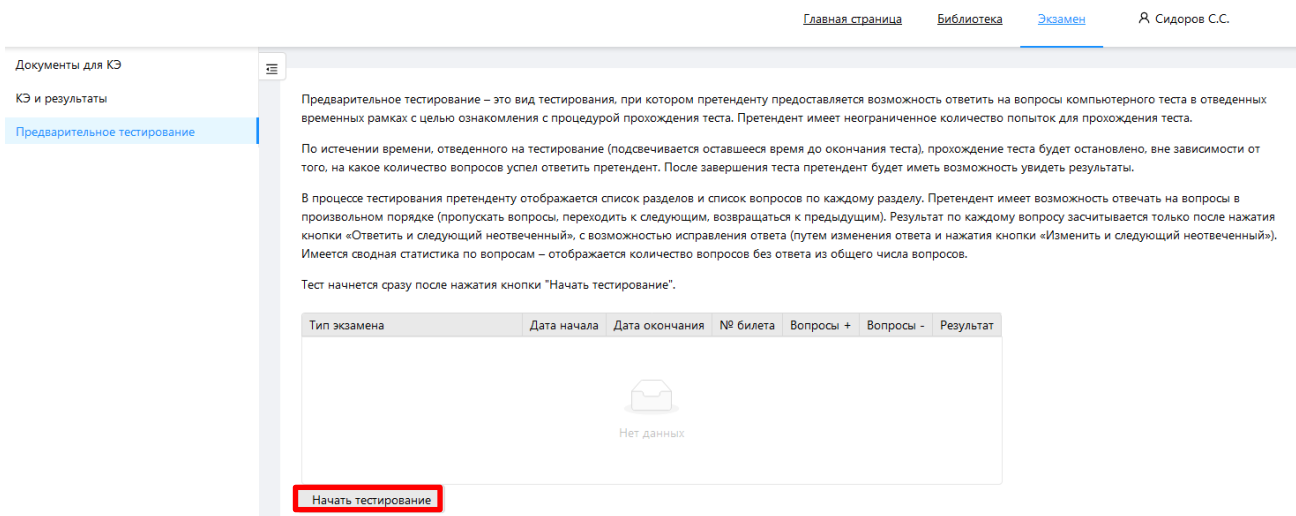 Главная страница Библиотека Экзамен Сидоров С.С.
Документы для КЭ
КЭ и результаты
Предварительное тестирование
Предварительное тестирование – это вид тестирования, при котором претенденту предоставляется возможность ответить на вопросы компьютерного теста в отведенных
временных рамках с целью ознакомления с процедурой прохождения теста. Претендент имеет неограниченное количество попыток для прохождения теста.
По истечении времени, отведенного на тестирование (подсвечивается оставшееся время до окончания теста), прохождение теста будет остановлено, вне зависимости от
того, на какое количество вопросов успел ответить претендент. После завершения теста претендент будет иметь возможность увидеть результаты.
В процессе тестирования претенденту отображается список разделов и список вопросов по каждому разделу. Претендент имеет возможность отвечать на вопросы в
произвольном порядке (пропускать вопросы, переходить к следующим, возвращаться к предыдущим). Результат по каждому вопросу засчитывается только после нажатия
кнопки «Ответить и следующий неотвеченный», с возможностью исправления ответа (путем изменения ответа и нажатия кнопки «Изменить и следующий неотвеченный»).
Имеется сводная статистика по вопросам – отображается количество вопросов без ответа из общего числа вопросов.
Тест начнется сразу после нажатия кнопки "Начать тестирование".
Тип экзамена Дата начала Дата окончания № билета Вопросы + Вопросы - Результат
Нет данных
Начать тестирование